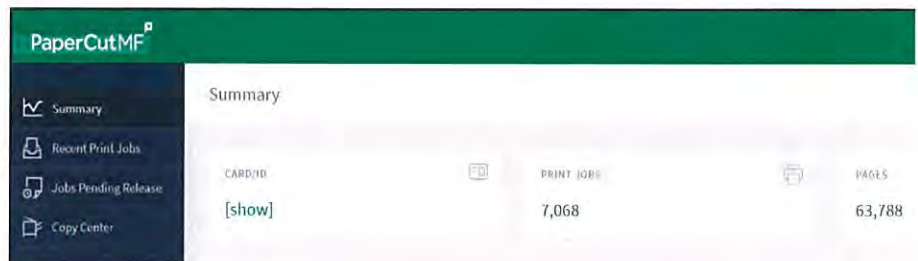 PaperCutMF
Summary
Recent Print Jobs
Jobs Pending Release
Copy Center
Summary
CARD/ID
[show]
PRINT JOBS
7,068
PAGES
63,788